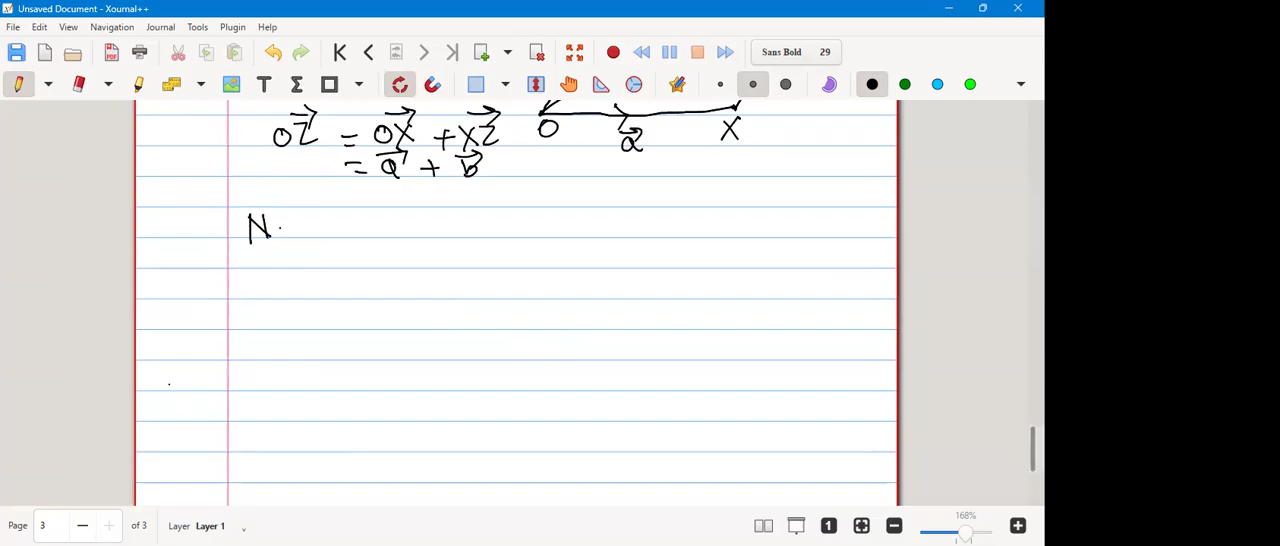 Unsaved Document - Xournal++
File Edit View Navigation Journal Tools Plugin Help
Sans Bold 29
→OZ = →OX + →XZ
= →a + →b
O →a X
N
Page 3 of 3 Layer Layer 1 168%